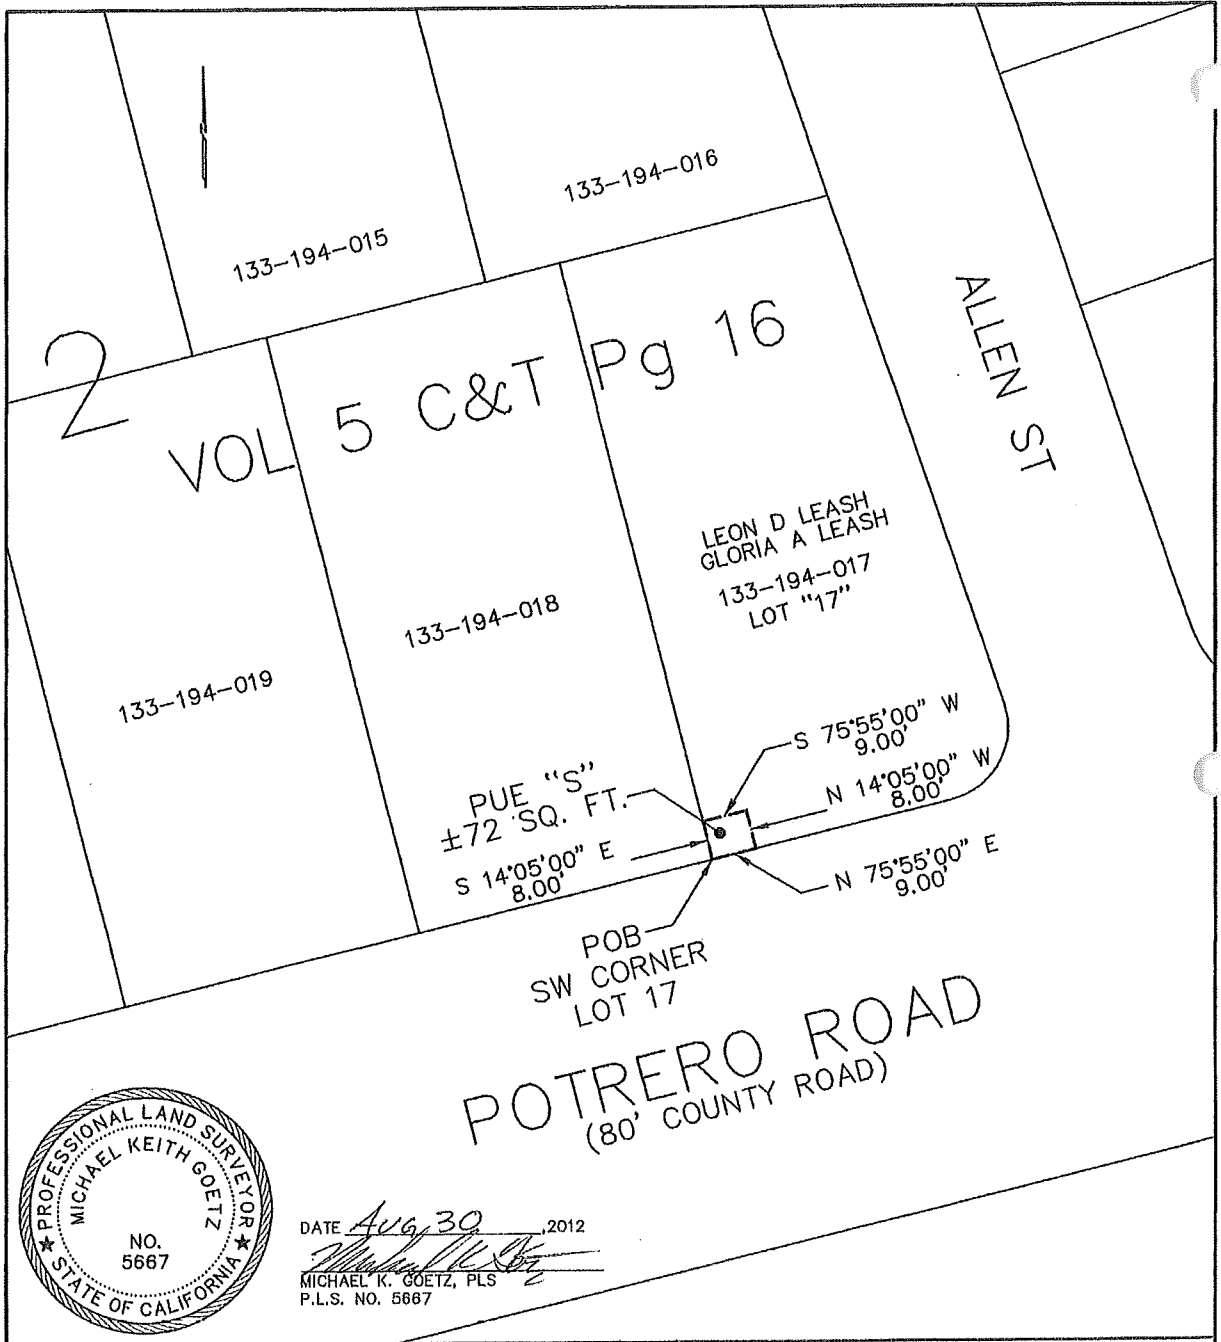 N
133-194-016
133-194-015
ALLEN ST
2
VOL 5 C&T Pg 16
LEON D LEASH
GLORIA A LEASH
133-194-017
LOT "17"
133-194-018
133-194-019
S 75°55'00" W
9.00'
N 14°05'00" W
8.00'
PUE "S"
±72 SQ. FT.
S 14°05'00" E
8.00'
N 75°55'00" E
9.00'
POB
SW CORNER
LOT 17
POTRERO ROAD
(80' COUNTY ROAD)
PROFESSIONAL LAND SURVEYOR
MICHAEL KEITH GOETZ
NO.
5667
STATE OF CALIFORNIA
DATE Aug 30, 2012
MICHAEL K. GOETZ, PLS
P.L.S. NO. 5667